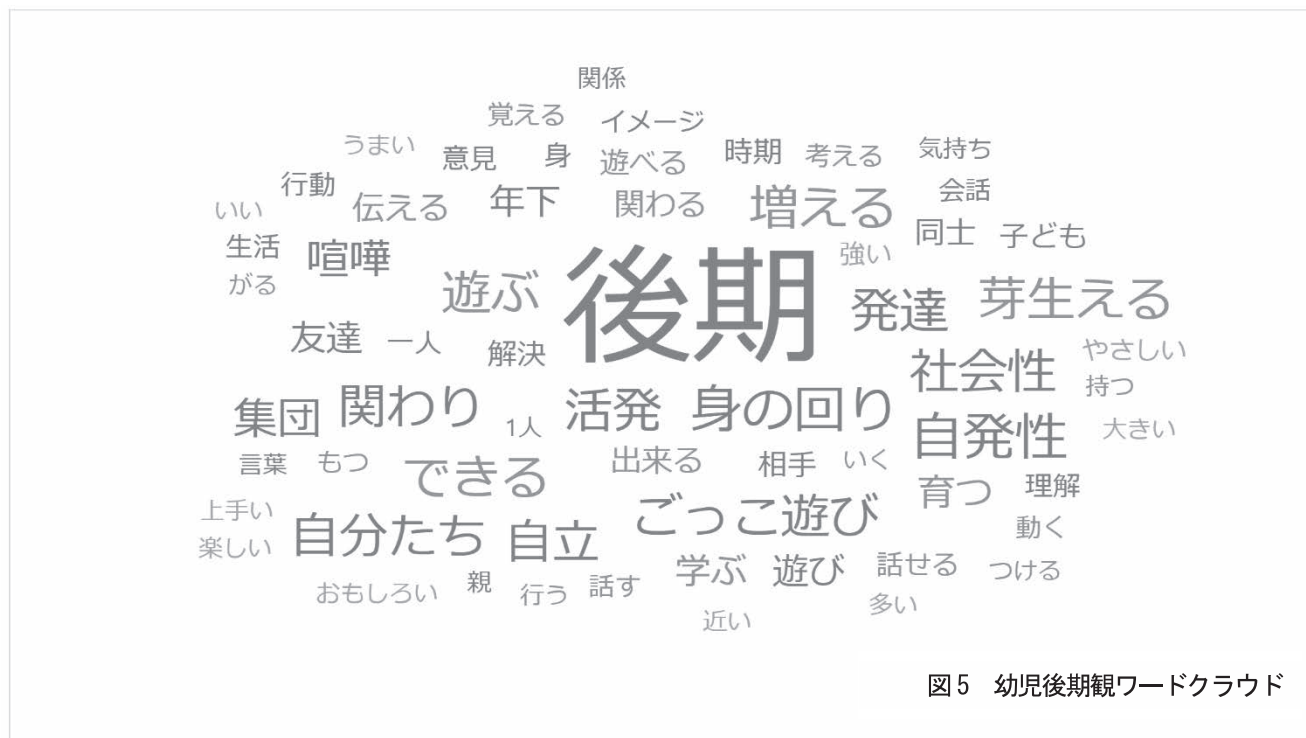 関係
覚える イメージ
うまい 意見 身 遊べる 時期 考える 気持ち
行動 伝える 年下 関わる 増える 会話
いい 生活 喧嘩 同士 子ども
がる 遊ぶ 後期 強い 発達 芽生える
友達 一人 解決 社会性 やさしい
持つ
集団 関わり 1人 活発 身の回り 自発性 大きい
言葉 もつ できる 出来る 相手 いく 育つ 理解
上手い 自分たち 自立 ごっこ遊び 動く
楽しい
おもしろい 親 行う 話す 学ぶ 遊び 話せる つける
近い 多い
図5 幼児後期観ワードクラウド